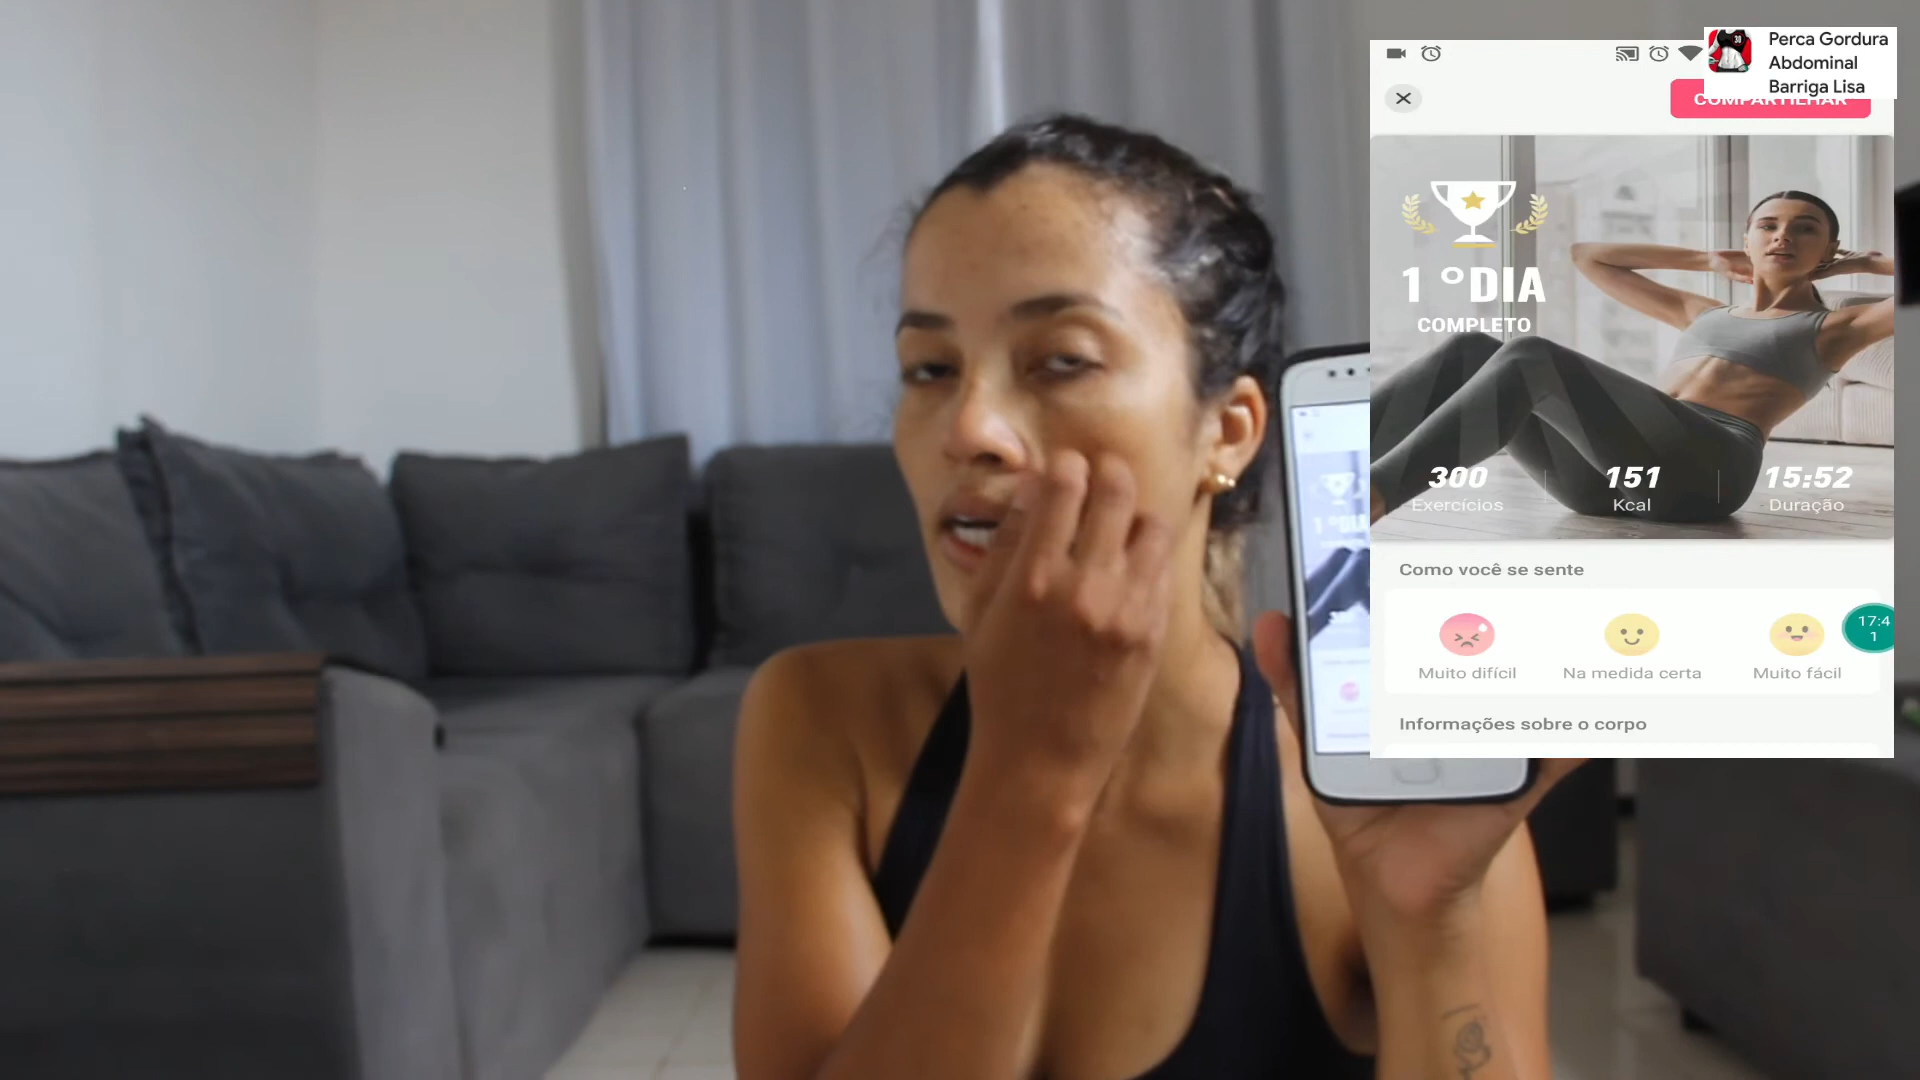 Perca Gordura
Abdominal
Barriga Lisa
COMPARTILHAR
1 º DIA
COMPLETO
300
Exercícios
151
Kcal
15:52
Duração
Como você se sente
Muito difícil
Na medida certa
Muito fácil
17:4
1
Informações sobre o corpo